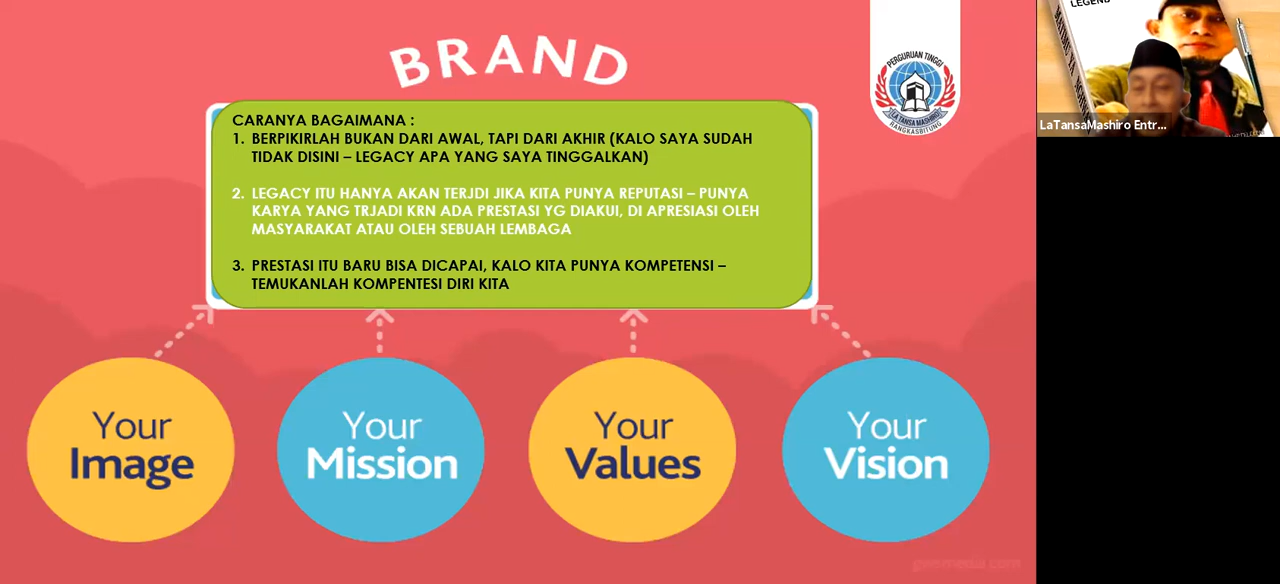 BRAND
PERGURUAN TINGGI
LA TANSA MASHIRO
RANGKASBITUNG
CARANYA BAGAIMANA :
1. BERPIKIRLAH BUKAN DARI AWAL, TAPI DARI AKHIR (KALO SAYA SUDAH
TIDAK DISINI – LEGACY APA YANG SAYA TINGGALKAN)
2. LEGACY ITU HANYA AKAN TERJDI JIKA KITA PUNYA REPUTASI – PUNYA
KARYA YANG TRJADI KRN ADA PRESTASI YG DIAKUI, DI APRESIASI OLEH
MASYARAKAT ATAU OLEH SEBUAH LEMBAGA
3. PRESTASI ITU BARU BISA DICAPAI, KALO KITA PUNYA KOMPETENSI –
TEMUKANLAH KOMPENTESI DIRI KITA
Your
Image
Your
Mission
Your
Values
Your
Vision
LEGEND
LaTansaMashiro Entr...